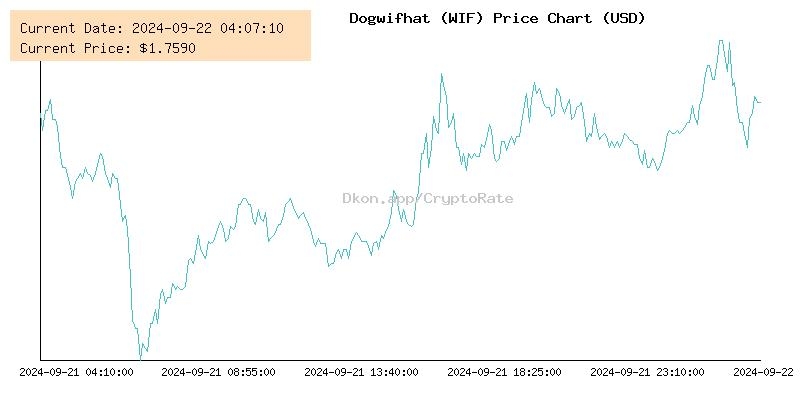 Dogwifhat (WIF) Price Chart (USD)
Current Date: 2024-09-22 04:07:10
Current Price: $1.7590
Dkon.app/CryptoRate
2024-09-21 04:10:00 2024-09-21 08:55:00 2024-09-21 13:40:00 2024-09-21 18:25:00 2024-09-21 23:10:00 2024-09-22